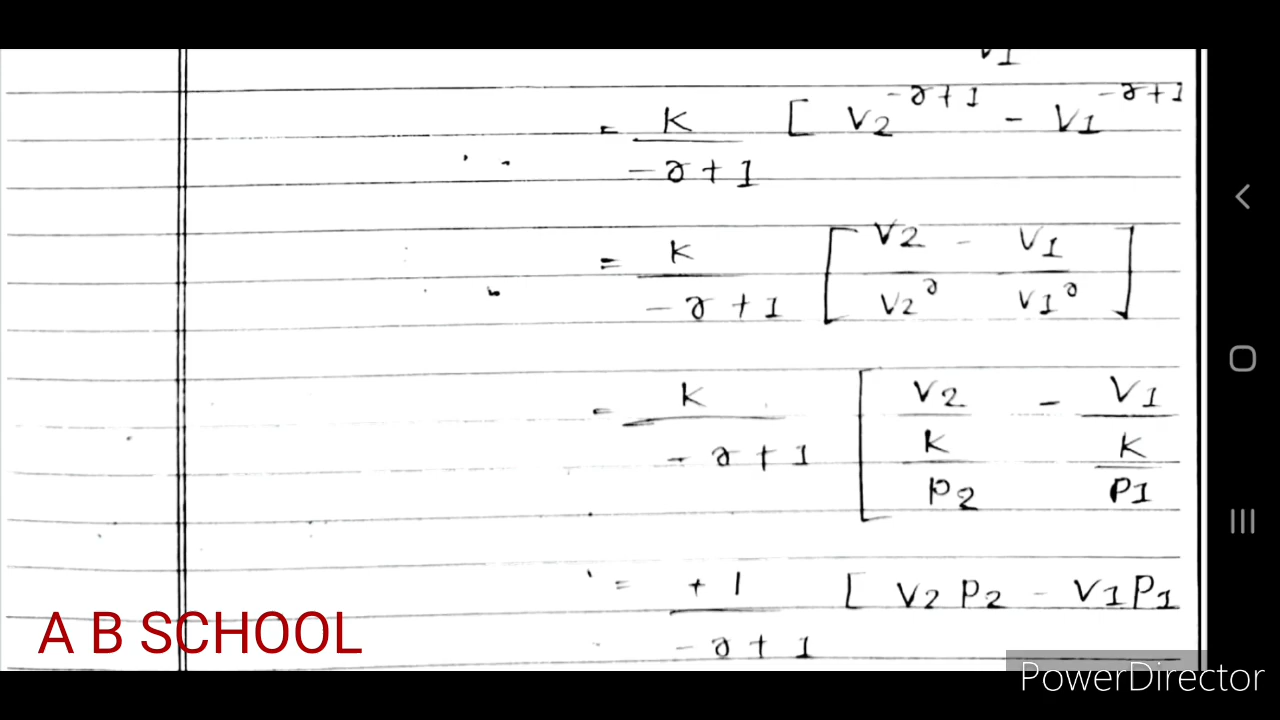 V1
= K / -γ+1 [ V2^-γ+1 - V1^-γ+1
= K / -γ+1 [ V2 / V2^γ - V1 / V1^γ ]
= K / -γ+1 [ V2 / K / P2 - V1 / K / P1
= +1 / -γ+1 [ V2 P2 - V1 P1
A B SCHOOL
PowerDirector